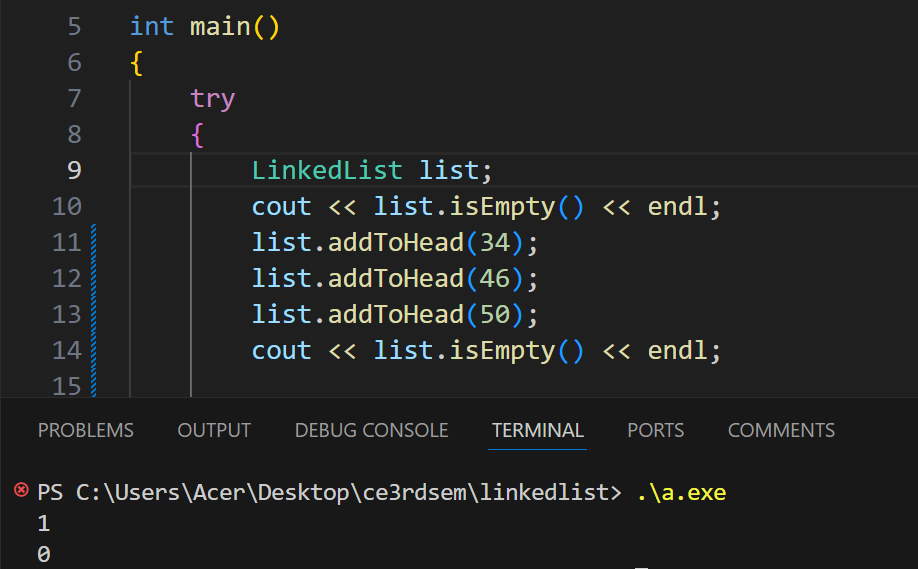 5 int main()
6 {
7 try
8 {
9 LinkedList list;
10 cout << list.isEmpty() << endl;
11 list.addToHead(34);
12 list.addToHead(46);
13 list.addToHead(50);
14 cout << list.isEmpty() << endl;
15
PROBLEMS OUTPUT DEBUG CONSOLE TERMINAL PORTS COMMENTS
PS C:\Users\Acer\Desktop\ce3rdsem\linkedlist> .\a.exe
1
0